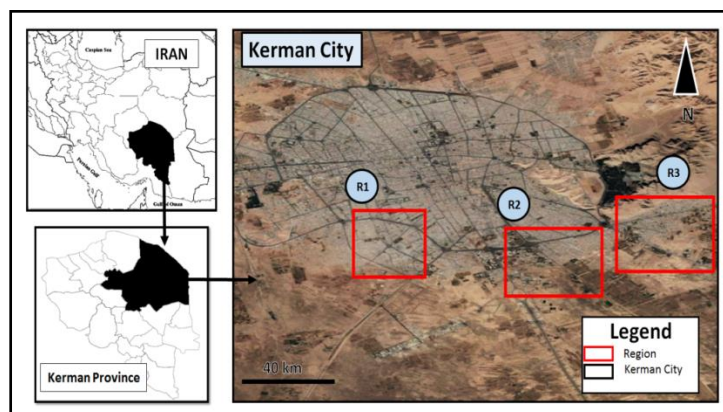 Caspian Sea
IRAN
Persian Gulf
Gulf of Oman
Kerman Province
Kerman City
N
R1
R2
R3
40 km
Legend
Region
Kerman City